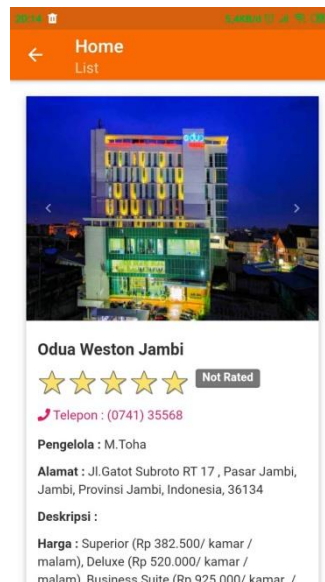 20:14
Home
List
odua
Odua Weston Jambi
Not Rated
Telepon : (0741) 35568
Pengelola : M.Toha
Alamat : Jl.Gatot Subroto RT 17 , Pasar Jambi,
Jambi, Provinsi Jambi, Indonesia, 36134
Deskripsi :
Harga : Superior (Rp 382.500/ kamar /
malam), Deluxe (Rp 520.000/ kamar /
malam), Business Suite (Rp 925.000/ kamar /